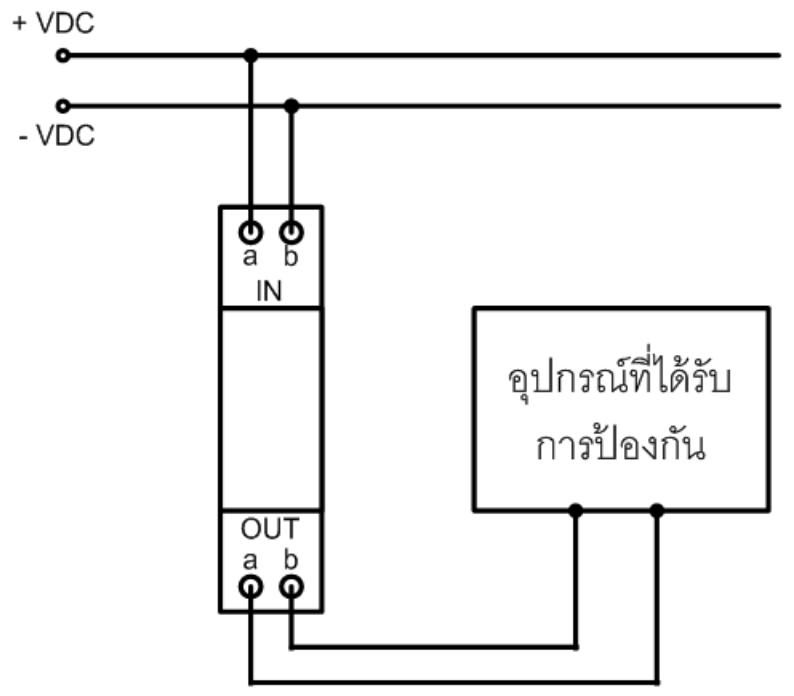 + VDC
- VDC
a b
IN
อุปกรณ์ที่ได้รับ
การป้องกัน
OUT
a b